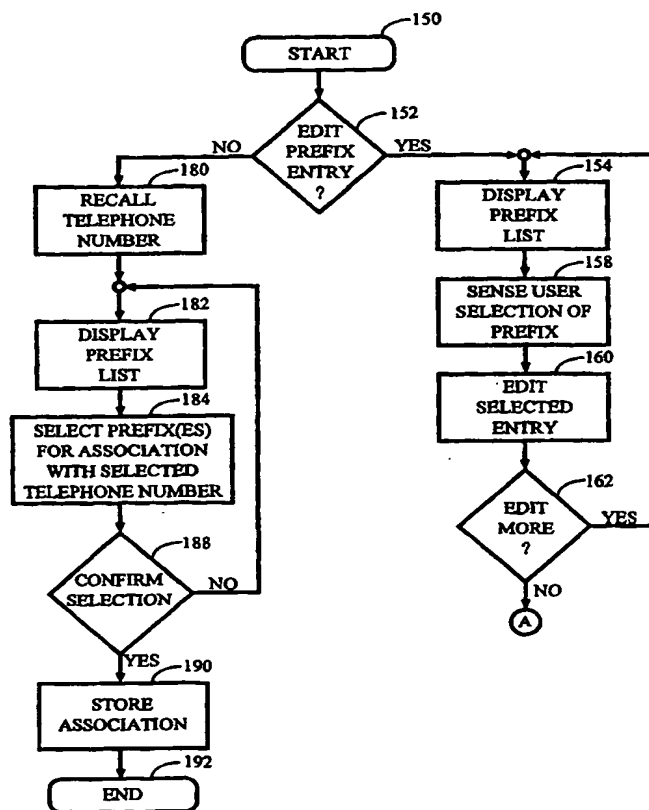 150
START
152
EDIT
PREFIX
ENTRY
?
NO
YES
180
RECALL
TELEPHONE
NUMBER
182
DISPLAY
PREFIX
LIST
184
SELECT PREFIX(ES)
FOR ASSOCIATION
WITH SELECTED
TELEPHONE NUMBER
188
CONFIRM
SELECTION
NO
YES
190
STORE
ASSOCIATION
192
END
154
DISPLAY
PREFIX
LIST
158
SENSE USER
SELECTION OF
PREFIX
160
EDIT
SELECTED
ENTRY
162
EDIT
MORE
?
YES
NO
A